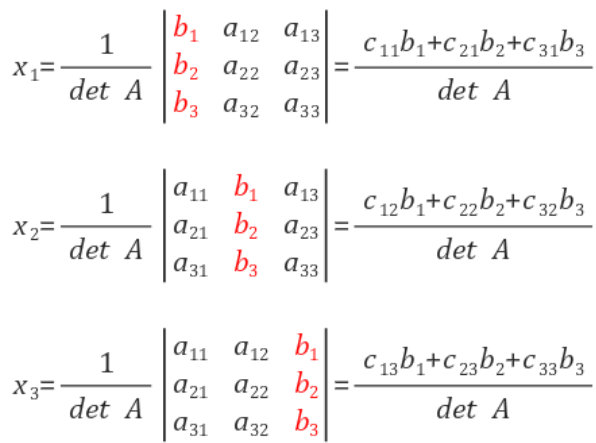 x₁= 1/det A |b₁ a₁₂ a₁₃; b₂ a₂₂ a₂₃; b₃ a₃₂ a₃₃| = c₁₁b₁+c₂₁b₂+c₃₁b₃/det A
x₂= 1/det A |a₁₁ b₁ a₁₃; a₂₁ b₂ a₂₃; a₃₁ b₃ a₃₃| = c₁₂b₁+c₂₂b₂+c₃₂b₃/det A
x₃= 1/det A |a₁₁ a₁₂ b₁; a₂₁ a₂₂ b₂; a₃₁ a₃₂ b₃| = c₁₃b₁+c₂₃b₂+c₃₃b₃/det A